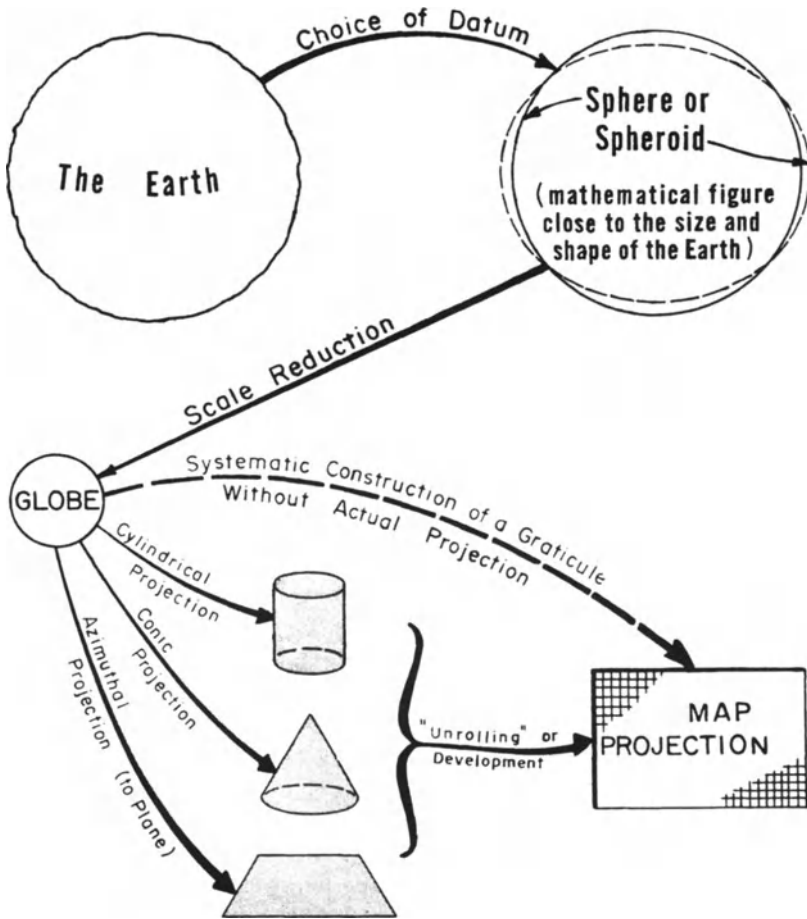 Choice of Datum
The Earth
Sphere or
Spheroid
(mathematical figure
close to the size and
shape of the Earth)
Scale Reduction
GLOBE
Systematic Construction of a Graticule
Without Actual Projection
Cylindrical
Projection
Conic
Projection
Azimuthal
Projection (to Plane)
"Unrolling" or
Development
MAP
PROJECTION